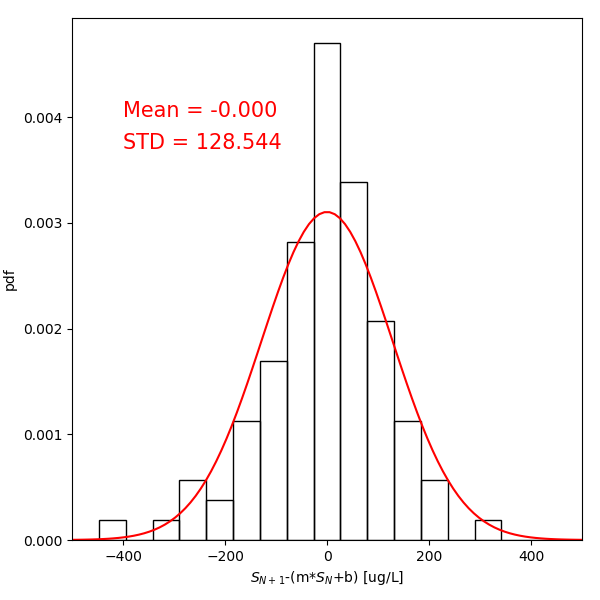 Mean = -0.000
STD = 128.544
0.004
0.003
0.002
0.001
0.000
pdf
−400
−200
0
200
400
S_{N+1}-(m*S_N+b) [ug/L]